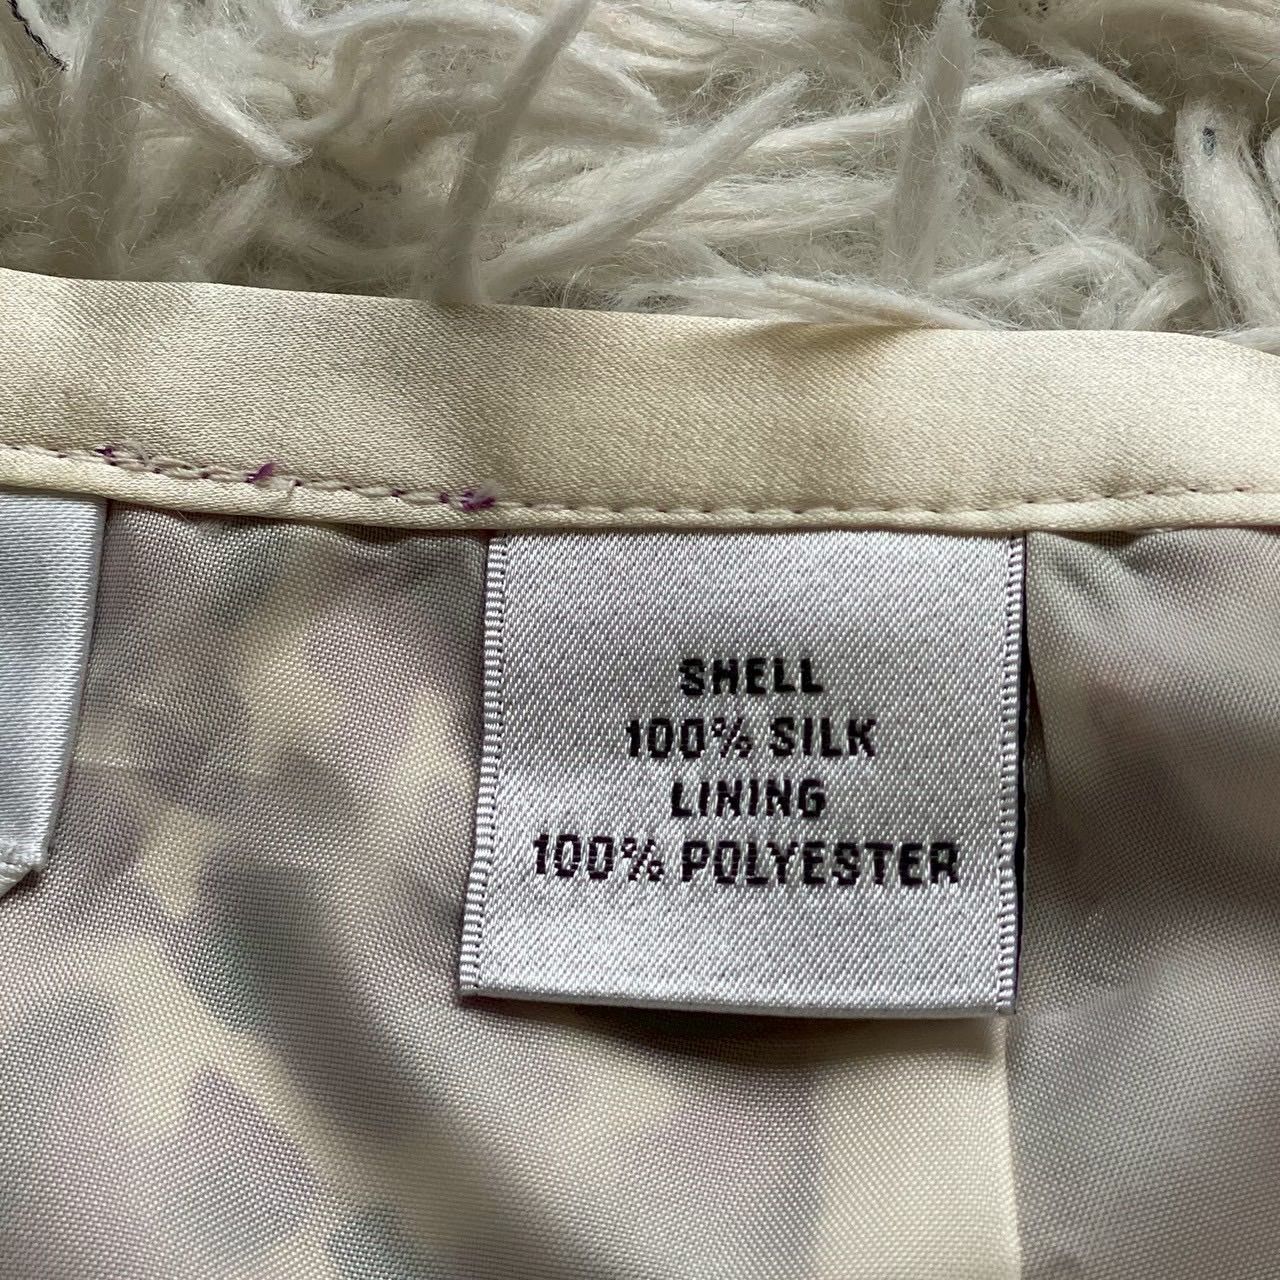 SHELL
100% SILK
LINING
100% POLYESTER